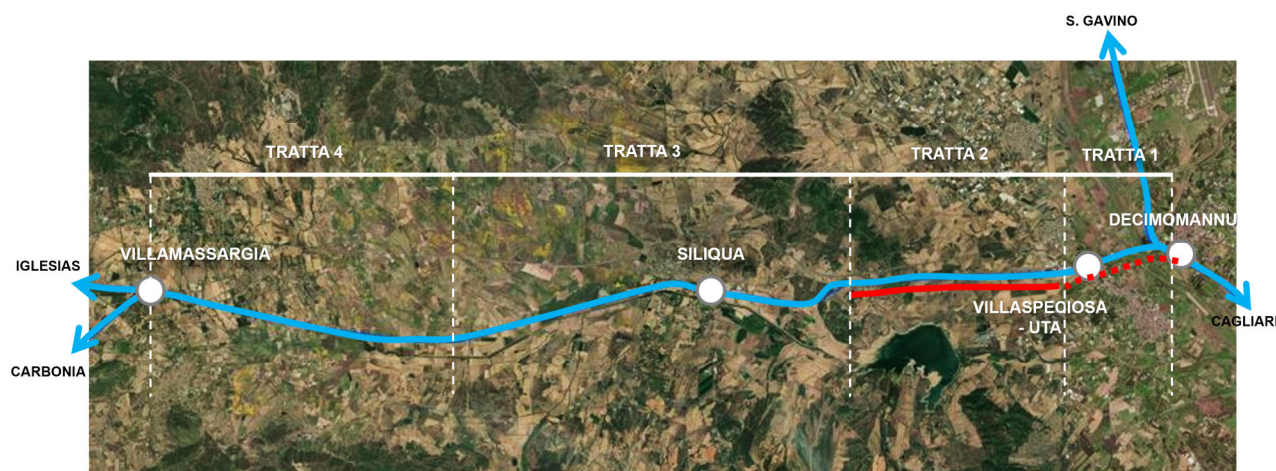 S. GAVINO
TRATTA 4
TRATTA 3
TRATTA 2
TRATTA 1
DECIMOMANNU
VILLAMASSARGIA
SILIQUA
IGLESIAS
VILLASPECIOSA
- UTA
CAGLIARI
CARBONIA